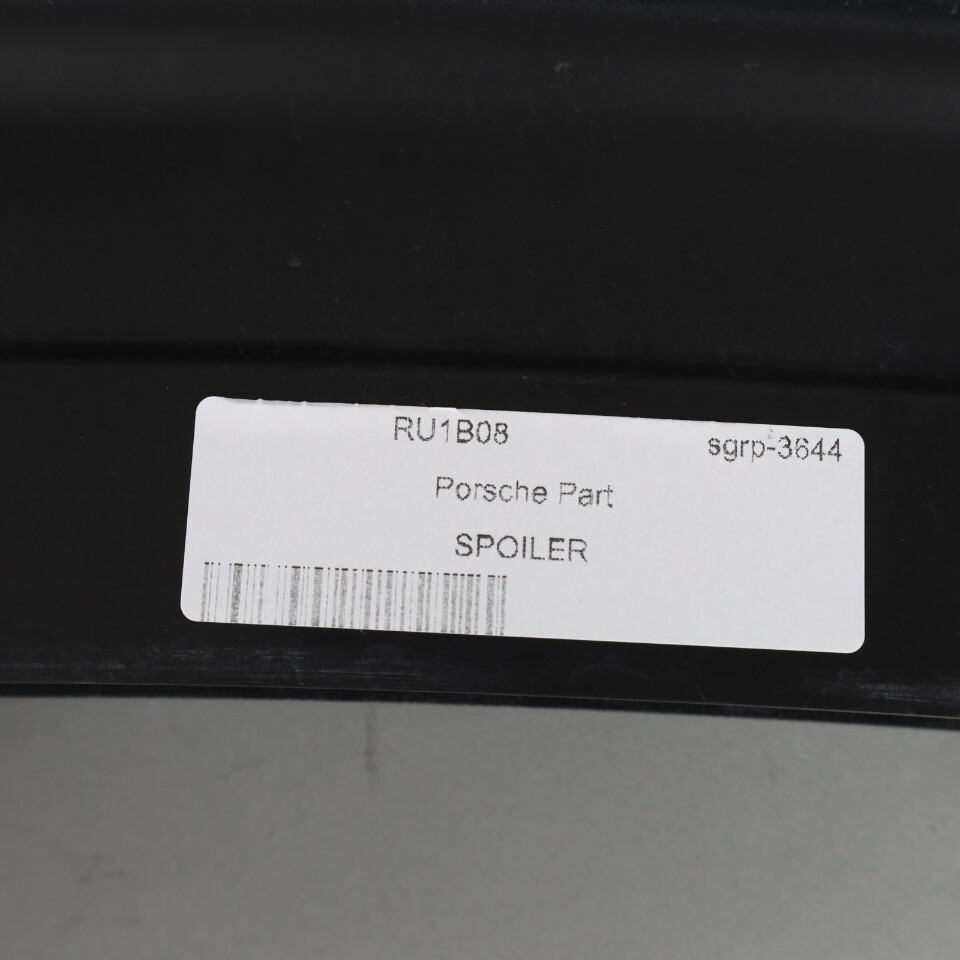 RU1B08 sgrp-3644
Porsche Part
SPOILER